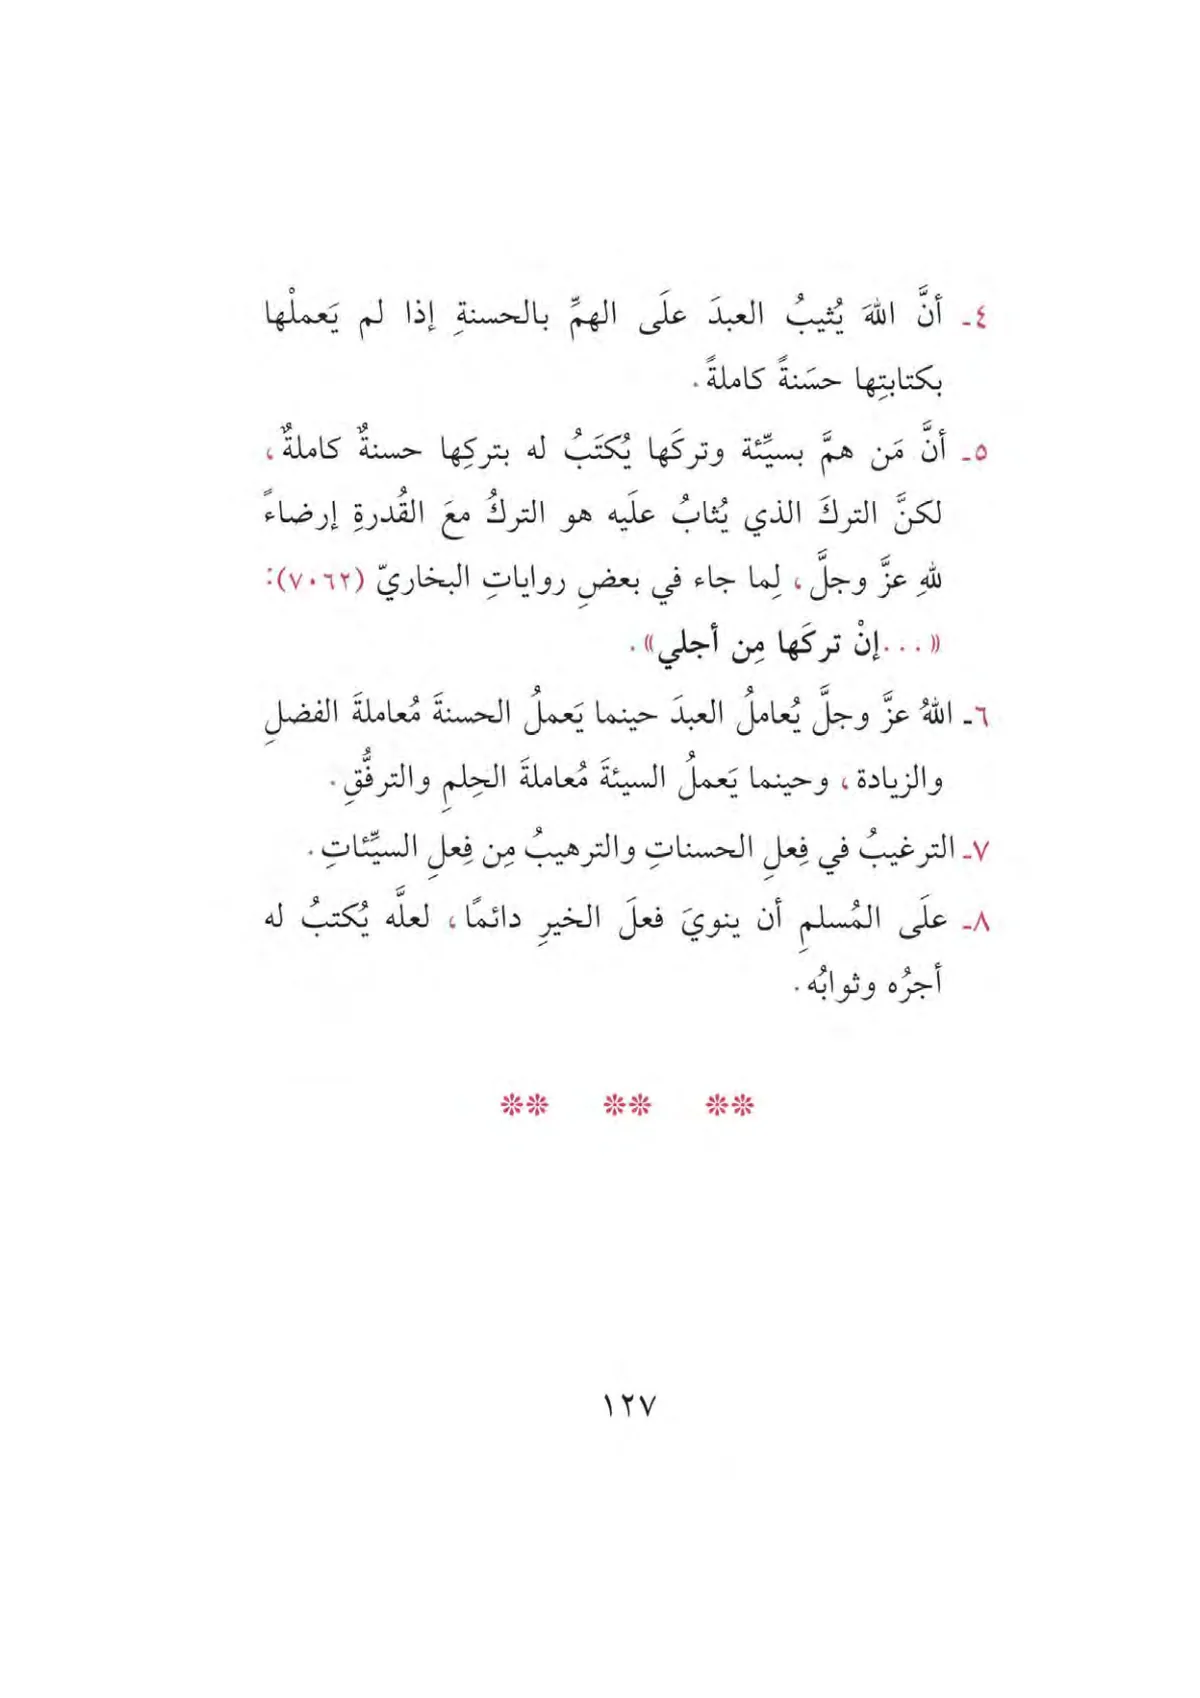 ٤- أنَّ اللهَ يُثيبُ العبدَ علَى الهمِّ بالحسنةِ إذا لم يَعملْها
بكتابتِها حسَنةً كاملةً.
٥- أنَّ مَن همَّ بسيِّئة وتركَها يُكتَبُ له بتركِها حسنةٌ كاملةٌ،
لكنَّ التركَ الذي يُثابُ علَيه هو التركُ معَ القُدرةِ إرضاءً
للهِ عزَّ وجلَّ، لِما جاء في بعضِ رواياتِ البخاريّ (٧٠٦٢):
«...إنْ تركَها مِن أجلي».
٦- اللهُ عزَّ وجلَّ يُعاملُ العبدَ حينما يَعملُ الحسنةَ مُعاملةَ الفضلِ
والزيادة، وحينما يَعملُ السيئةَ مُعاملةَ الحِلمِ والترفُّقِ.
٧- الترغيبُ في فِعلِ الحسناتِ والترهيبُ مِن فِعلِ السيِّئاتِ.
٨- علَى المُسلمِ أن ينويَ فعلَ الخيرِ دائمًا، لعلَّه يُكتبُ له
أجرُه وثوابُه.
** ** **
١٢٧